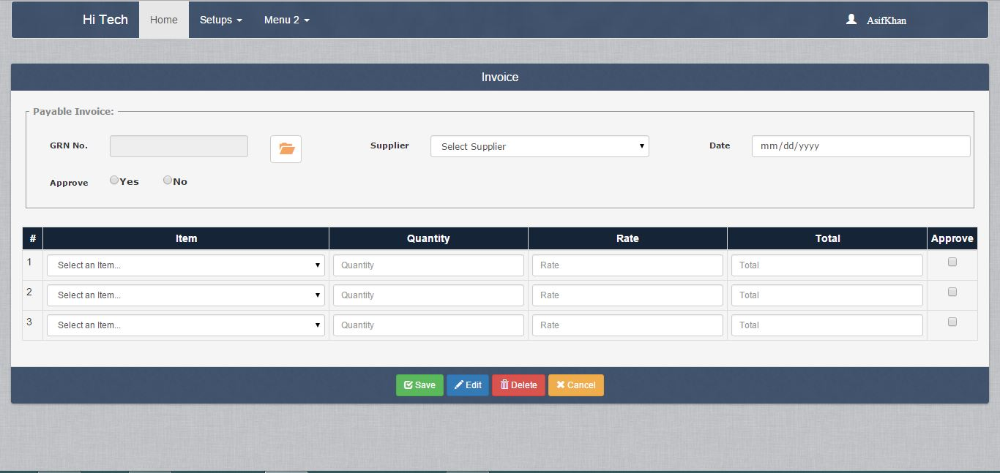 Hi Tech Home Setups Menu 2 AsifKhan
Invoice
Payable Invoice:
GRN No. Supplier Select Supplier Date mm/dd/yyyy
Approve Yes No
# Item Quantity Rate Total Approve
1 Select an Item... Quantity Rate Total
2 Select an Item... Quantity Rate Total
3 Select an Item... Quantity Rate Total
Save Edit Delete Cancel